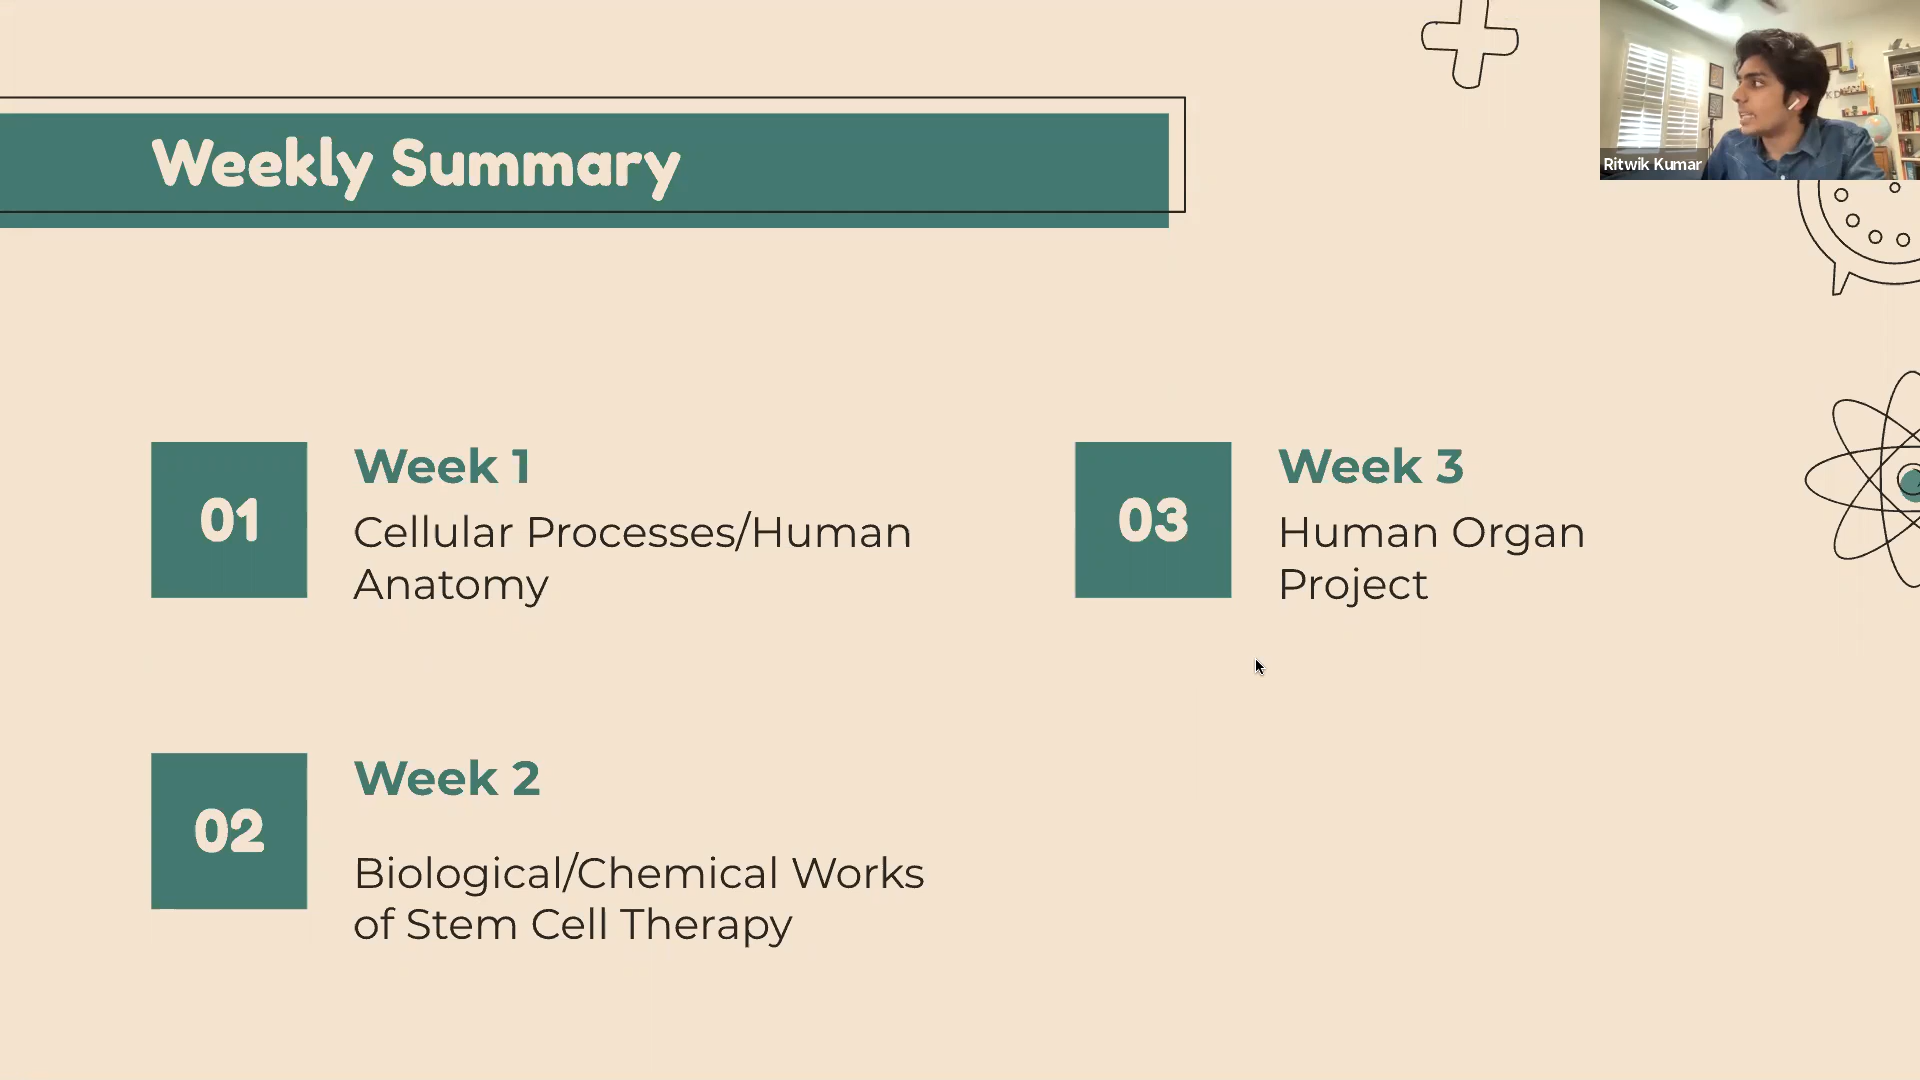 Weekly Summary
Ritwik Kumar
01
Week 1
Cellular Processes/Human
Anatomy
03
Week 3
Human Organ
Project
02
Week 2
Biological/Chemical Works
of Stem Cell Therapy